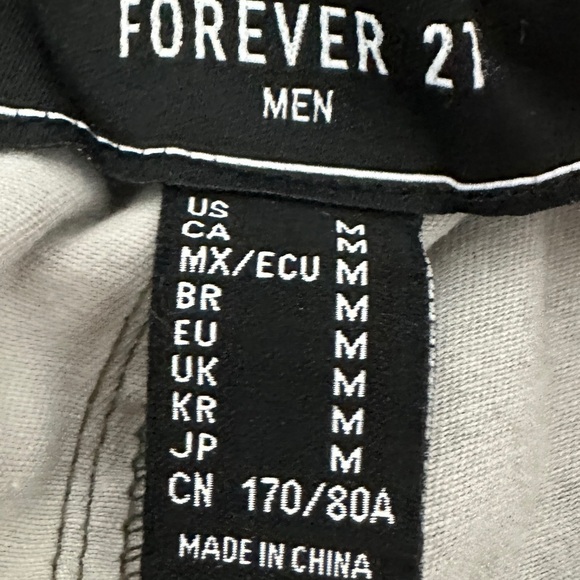 FOREVER 21
MEN
US M
CA M
MX/ECU M
BR M
EU M
UK M
KR M
JP M
CN 170/80A
MADE IN CHINA